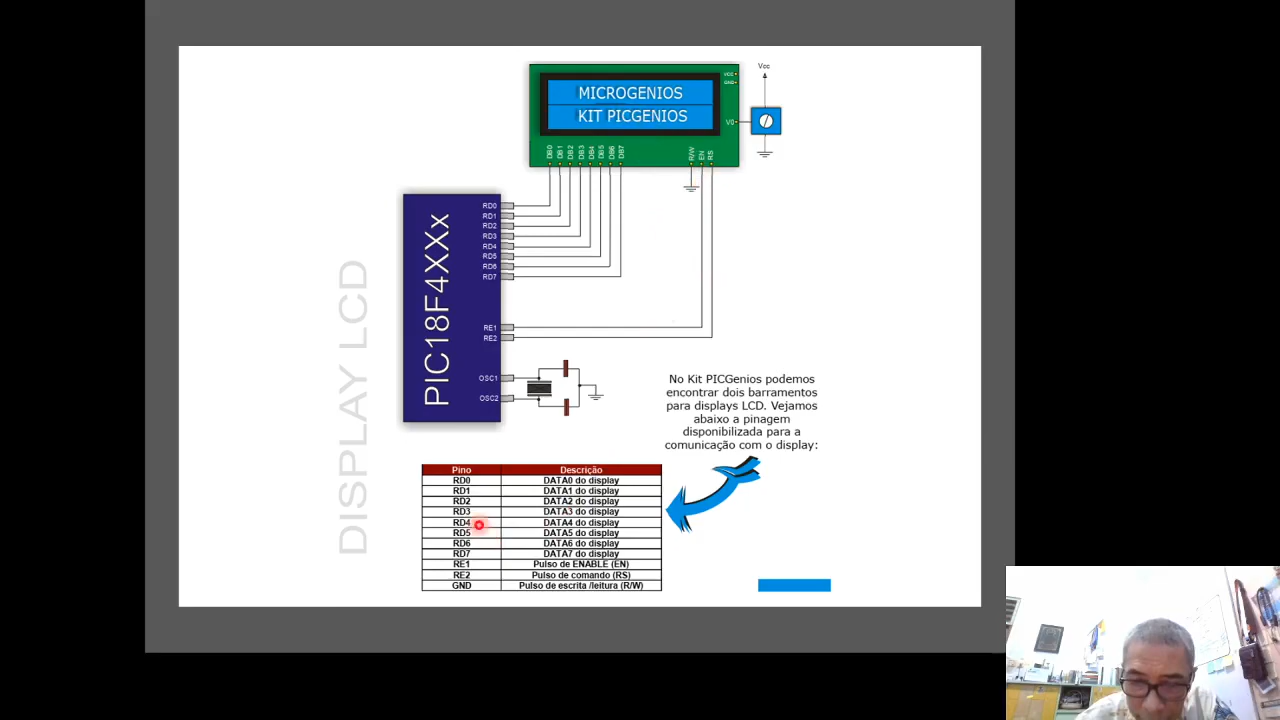 MICROGENIOS
KIT PICGENIOS
Vcc
VCC
GND
V0
DB0
DB1
DB2
DB3
DB4
DB5
DB6
DB7
R/W
EN
RS
DISPLAY LCD
PIC18F4XXx
RD0
RD1
RD2
RD3
RD4
RD5
RD6
RD7
RE1
RE2
OSC1
OSC2
No Kit PICGenios podemos
encontrar dois barramentos
para displays LCD. Vejamos
abaixo a pinagem
disponibilizada para a
comunicação com o display:
Pino Descrição
RD0 DATA0 do display
RD1 DATA1 do display
RD2 DATA2 do display
RD3 DATA3 do display
RD4 DATA4 do display
RD5 DATA5 do display
RD6 DATA6 do display
RD7 DATA7 do display
RE1 Pulso de ENABLE (EN)
RE2 Pulso de comando (RS)
GND Pulso de escrita /leitura (R/W)